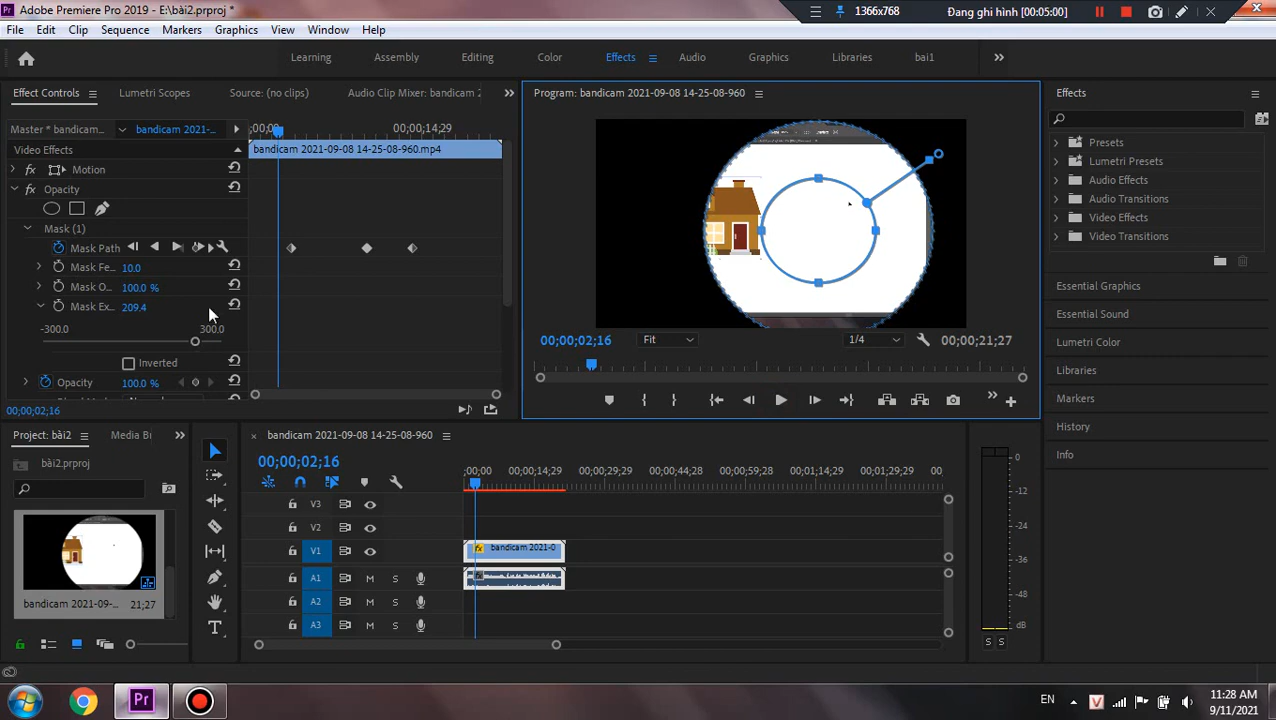 Adobe Premiere Pro 2019 - E:\bài2.prproj *
1366x768
Đang ghi hình [00:05:00]
File Edit Clip Sequence Markers Graphics View Window Help
Learning Assembly Editing Color Effects Audio Graphics Libraries bai1
Effect Controls Lumetri Scopes Source: (no clips) Audio Clip Mixer: bandicam 2
Program: bandicam 2021-09-08 14-25-08-960
Effects
Master * bandicam... bandicam 2021-...
;00;00 00;00;14;29
Video Effects
bandicam 2021-09-08 14-25-08-960.mp4
fx Motion
fx Opacity
Mask (1)
Mask Path
Mask Fe... 10.0
Mask O... 100.0 %
Mask Ex... 209.4
-300.0 300.0
Inverted
Opacity 100.0 %
00;00;02;16
00;00;02;16 Fit 1/4 00;00;21;27
Presets
Lumetri Presets
Audio Effects
Audio Transitions
Video Effects
Video Transitions
Essential Graphics
Essential Sound
Lumetri Color
Libraries
Markers
History
Info
Project: bài2 Media Bi
bài2.prproj
bandicam 2021-09-... 21;27
× bandicam 2021-09-08 14-25-08-960
00;00;02;16
;00;00 00;00;14;29 00;00;29;29 00;00;44;28 00;00;59;28 00;01;14;29 00;01;29;29 00
V3
V2
V1 fx bandicam 2021-0
A1 M S
A2 M S
A3 M S
0
-12
-24
-36
-48
dB
S S
Pr
EN
V
11:28 AM
9/11/2021